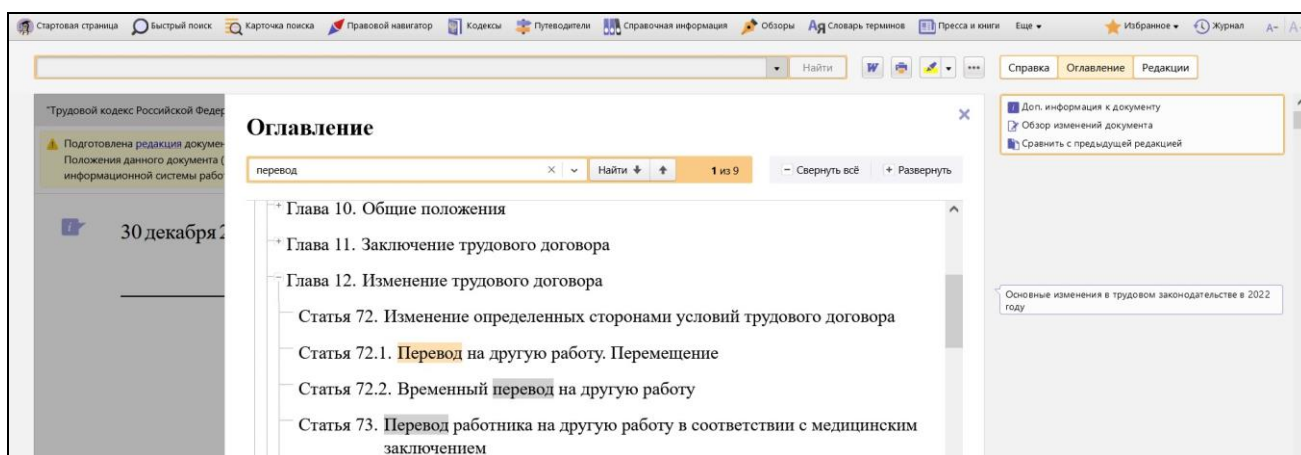 Стартовая страница Быстрый поиск Карточка поиска Правовой навигатор Кодексы Путеводители Справочная информация Обзоры Словарь терминов Пресса и книги Еще Избранное Журнал A- A
Найти W ... Справка Оглавление Редакции
"Трудовой кодекс Российской Федер
Подготовлена редакция докумен
Положения данного документа (
информационной системы рабо
30 декабря 2
Оглавление
перевод × Найти 1 из 9 − Свернуть всё + Развернуть
Глава 10. Общие положения
Глава 11. Заключение трудового договора
Глава 12. Изменение трудового договора
Статья 72. Изменение определенных сторонами условий трудового договора
Статья 72.1. Перевод на другую работу. Перемещение
Статья 72.2. Временный перевод на другую работу
Статья 73. Перевод работника на другую работу в соответствии с медицинским
заключением
i Доп. информация к документу
Обзор изменений документа
Сравнить с предыдущей редакцией
Основные изменения в трудовом законодательстве в 2022
году